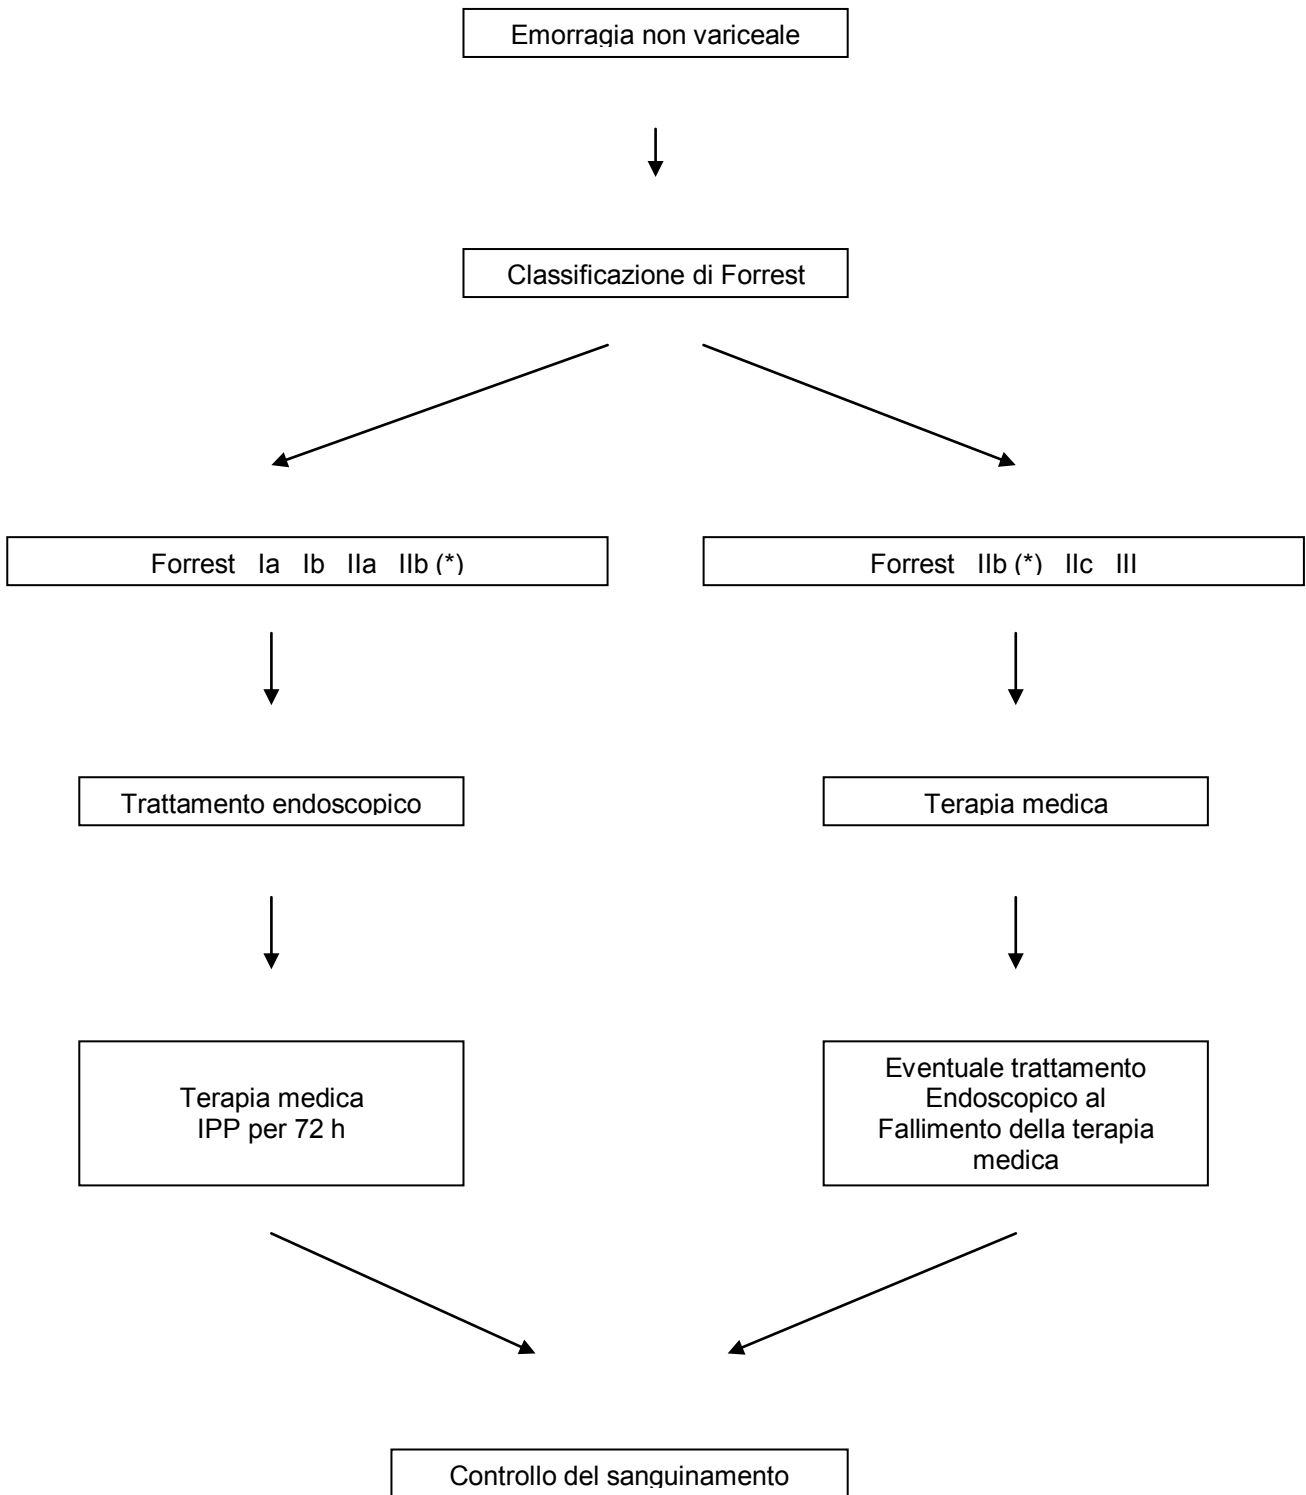 Emorragia non variceale
Classificazione di Forrest
Forrest Ia Ib IIa IIb (*)
Forrest IIb (*) IIc III
Trattamento endoscopico
Terapia medica
Terapia medica
IPP per 72 h
Eventuale trattamento
Endoscopico al
Fallimento della terapia
medica
Controllo del sanguinamento